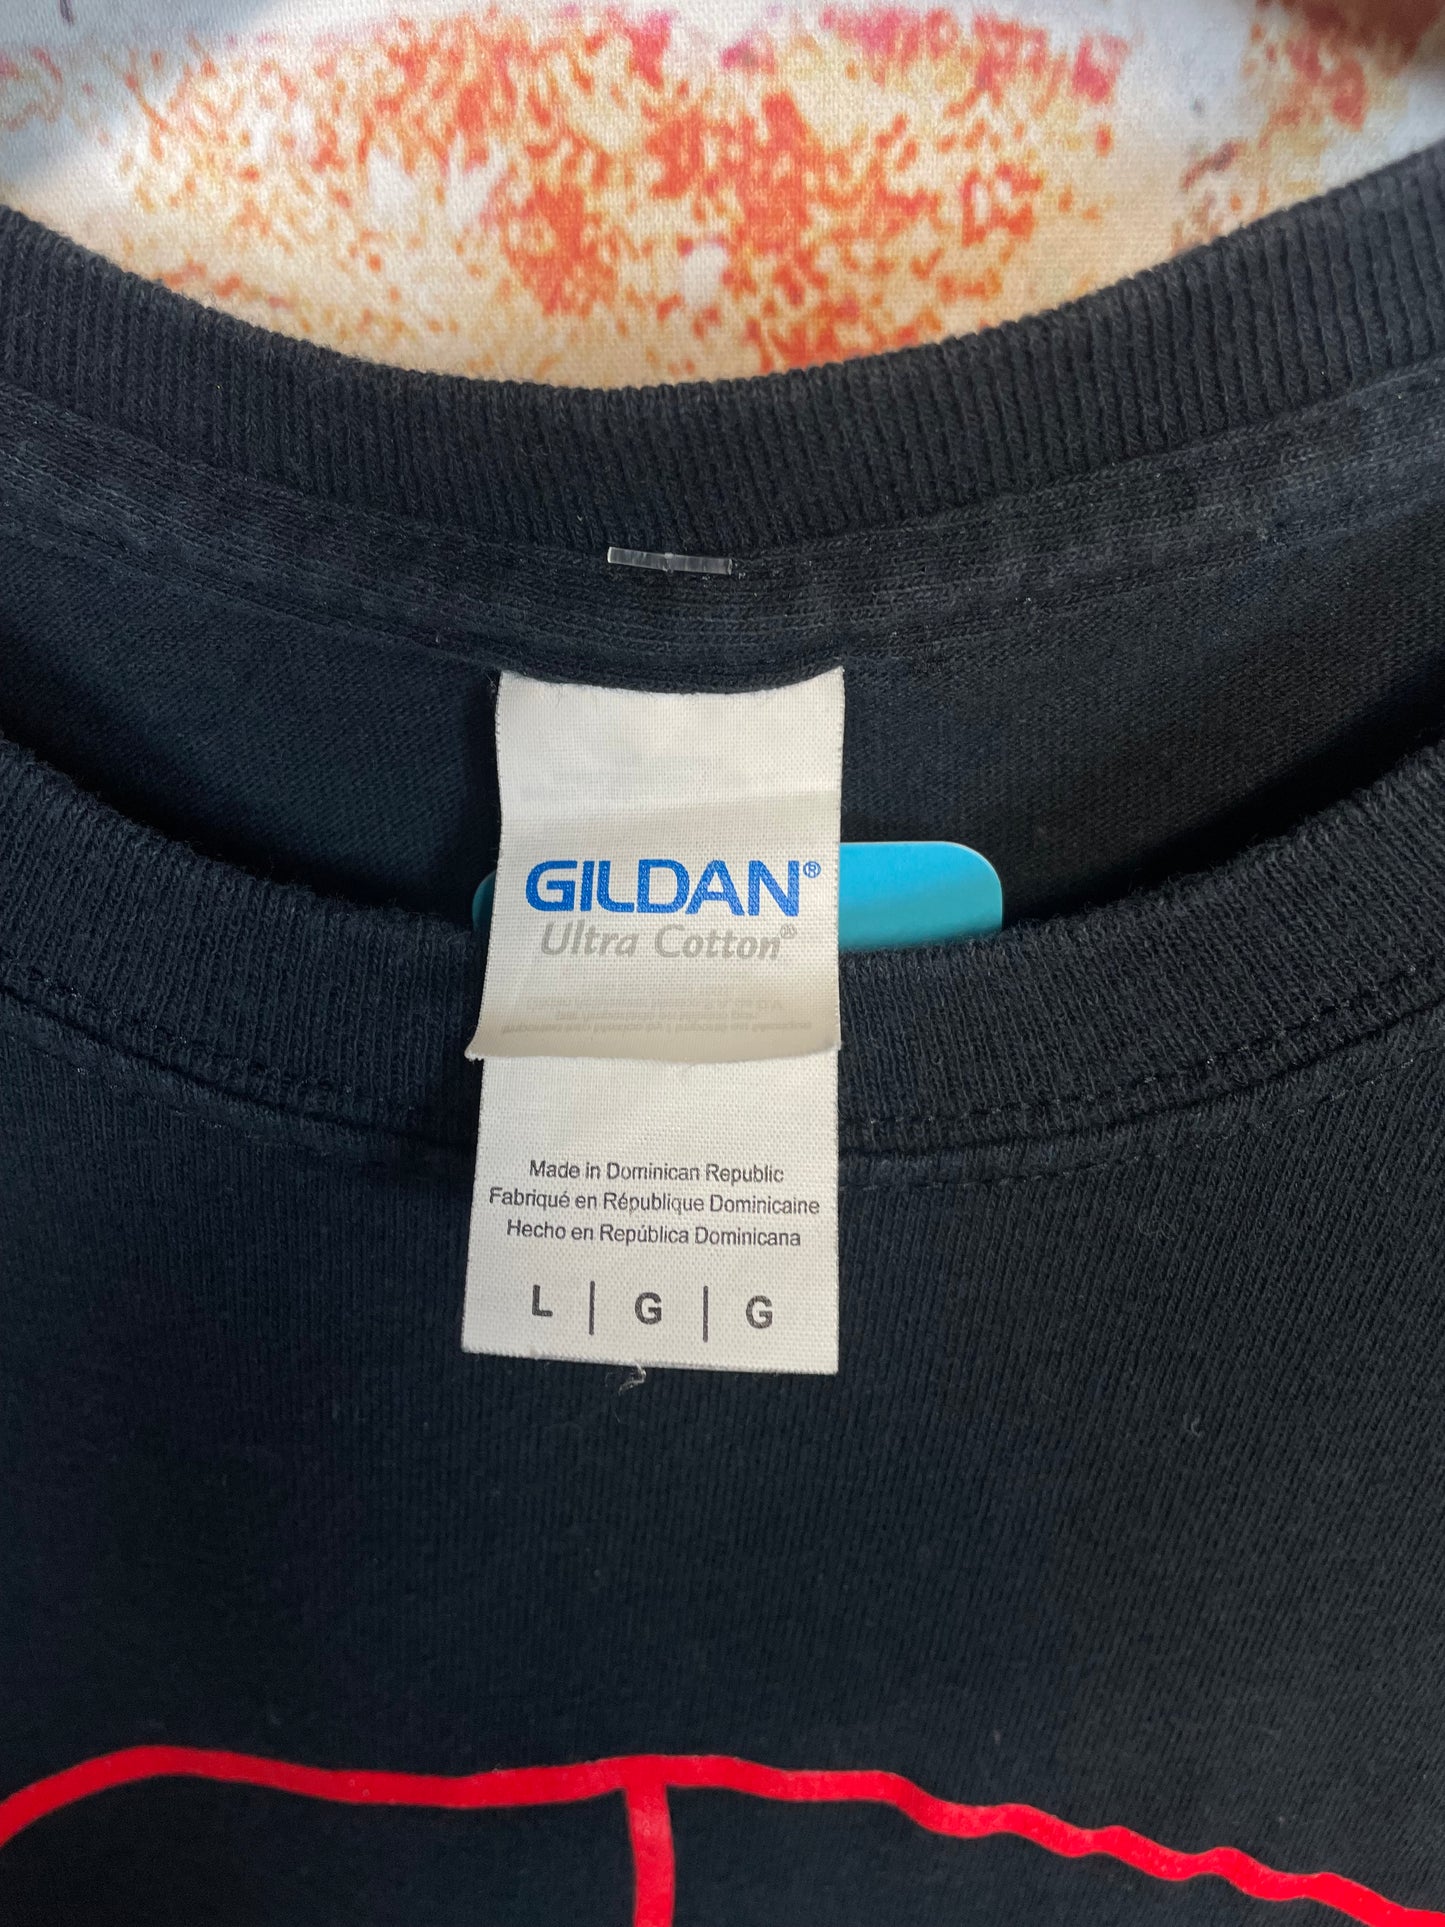 GILDAN®
Ultra Cotton®
Made in Dominican Republic
Fabriqué en République Dominicaine
Hecho en República Dominicana
L | G | G